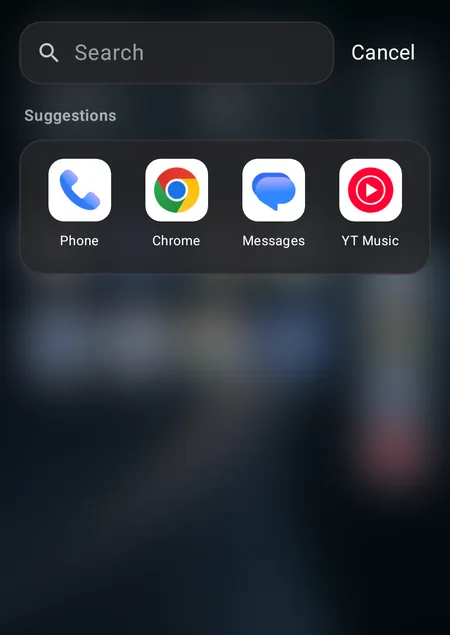 Search
Cancel
Suggestions
Phone
Chrome
Messages
YT Music